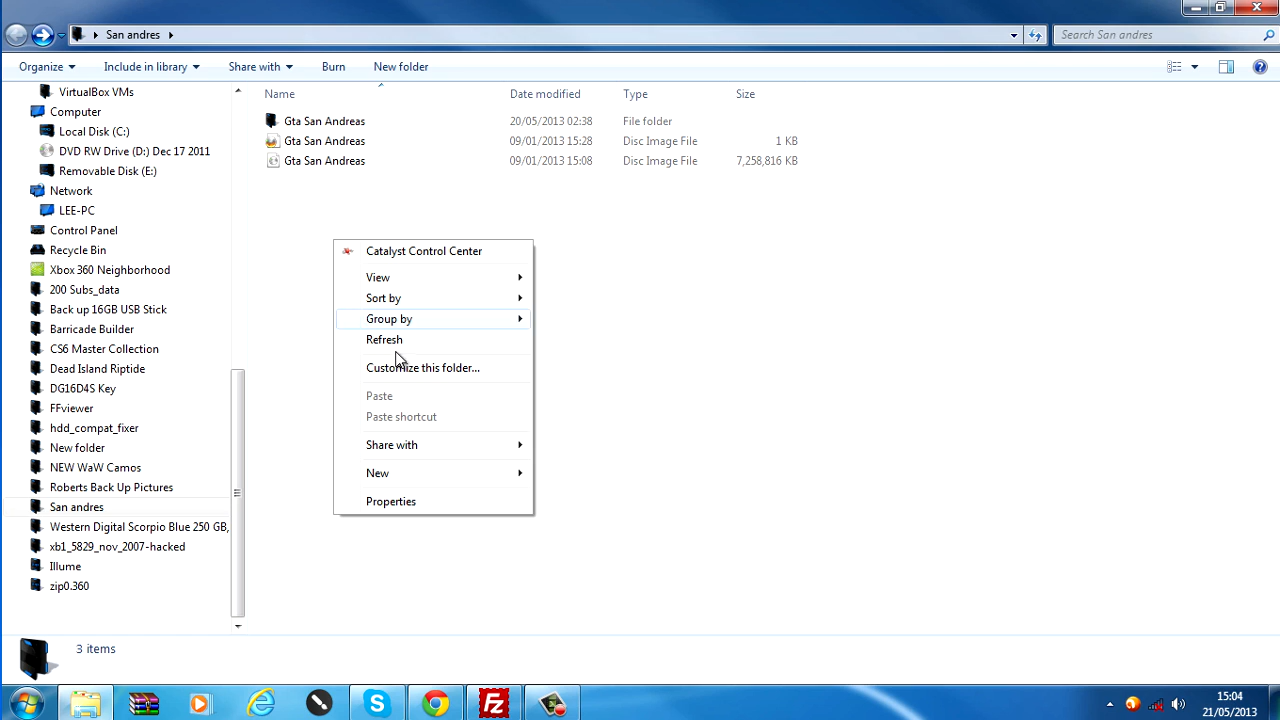 San andres
Search San andres
Organize
Include in library
Share with
Burn
New folder
VirtualBox VMs
Computer
Local Disk (C:)
DVD RW Drive (D:) Dec 17 2011
Removable Disk (E:)
Network
LEE-PC
Control Panel
Recycle Bin
Xbox 360 Neighborhood
200 Subs_data
Back up 16GB USB Stick
Barricade Builder
CS6 Master Collection
Dead Island Riptide
DG16D4S Key
FFviewer
hdd_compat_fixer
New folder
NEW WaW Camos
Roberts Back Up Pictures
San andres
Western Digital Scorpio Blue 250 GB,
xb1_5829_nov_2007-hacked
Illume
zip0.360
Name Date modified Type Size
Gta San Andreas 20/05/2013 02:38 File folder
Gta San Andreas 09/01/2013 15:28 Disc Image File 1 KB
Gta San Andreas 09/01/2013 15:08 Disc Image File 7,258,816 KB
Catalyst Control Center
View
Sort by
Group by
Refresh
Customize this folder...
Paste
Paste shortcut
Share with
New
Properties
3 items
15:04
21/05/2013